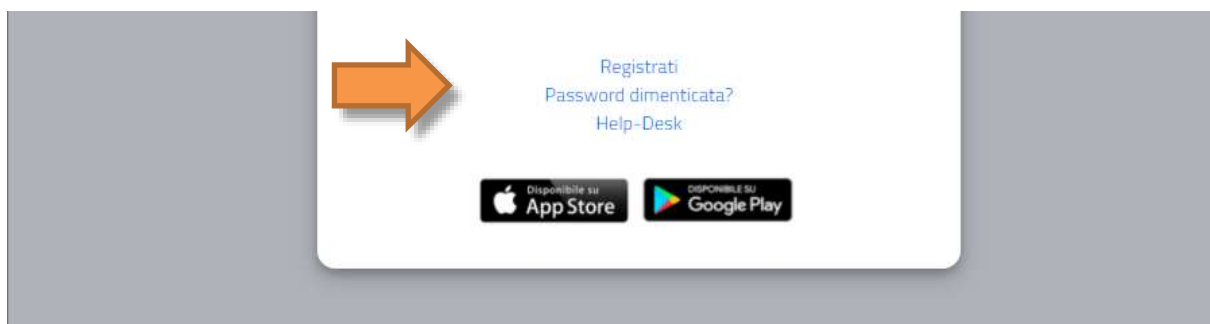 Registrati
Password dimenticata?
Help-Desk
Disponibile su
App Store
DISPONIBILE SU
Google Play